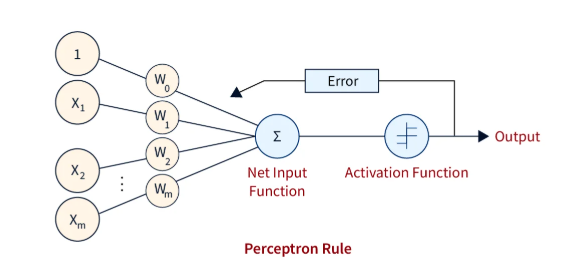 1
W0
Error
X1
W1
Σ
Output
X2
W2
Net Input
Function
Activation Function
⋮
Wm
Xm
Perceptron Rule